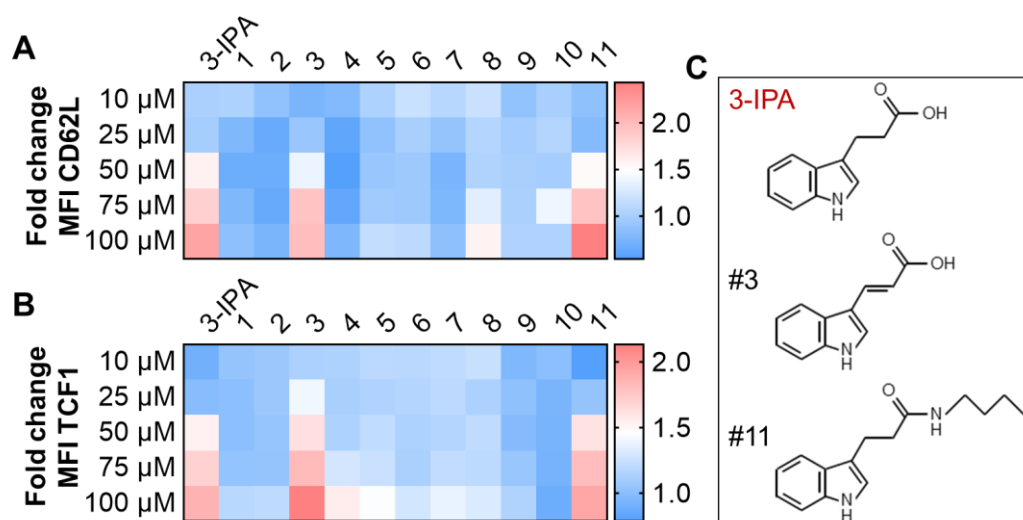 A
Fold change
MFI CD62L
3-IPA 1 2 3 4 5 6 7 8 9 10 11
10 µM
25 µM
50 µM
75 µM
100 µM
2.0
1.5
1.0
B
Fold change
MFI TCF1
3-IPA 1 2 3 4 5 6 7 8 9 10 11
10 µM
25 µM
50 µM
75 µM
100 µM
2.0
1.5
1.0
C
3-IPA
O
OH
N
H
#3
O
OH
N
H
#11
O
N
H
N
H